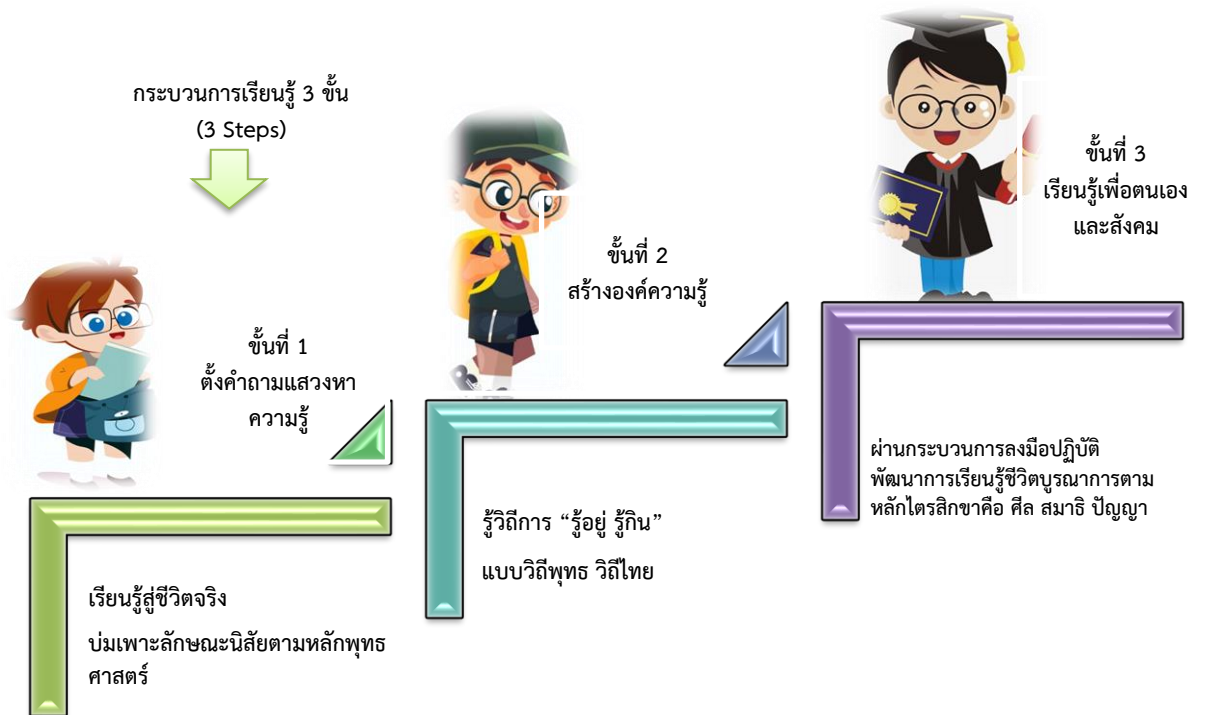 กระบวนการเรียนรู้ 3 ขั้น
(3 Steps)
ขั้นที่ 1
ตั้งคำถามแสวงหา
ความรู้
เรียนรู้สู่ชีวิตจริง
บ่มเพาะลักษณะนิสัยตามหลักพุทธ
ศาสตร์
ขั้นที่ 2
สร้างองค์ความรู้
รู้วิถีการ “รู้อยู่ รู้กิน”
แบบวิถีพุทธ วิถีไทย
ขั้นที่ 3
เรียนรู้เพื่อตนเอง
และสังคม
ผ่านกระบวนการลงมือปฏิบัติ
พัฒนาการเรียนรู้ชีวิตบูรณาการตาม
หลักไตรสิกขาคือ ศีล สมาธิ ปัญญา